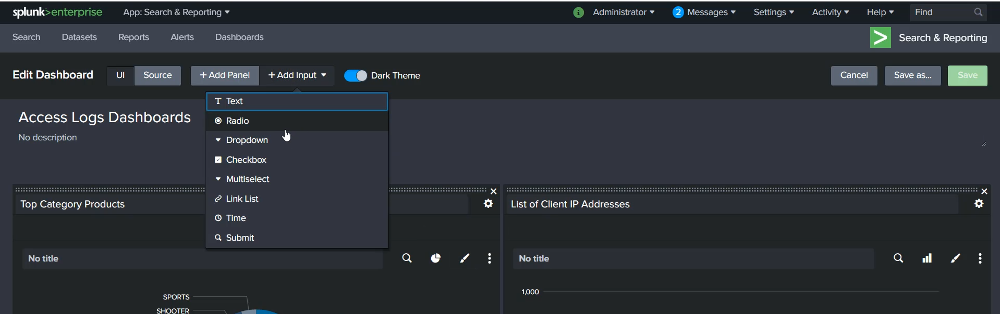 splunk>enterprise App: Search & Reporting i Administrator 2 Messages Settings Activity Help Find
Search Datasets Reports Alerts Dashboards Search & Reporting
Edit Dashboard UI Source + Add Panel + Add Input Dark Theme Cancel Save as... Save
Text
Access Logs Dashboards
Radio
No description
Dropdown
Checkbox
Multiselect
Link List
Top Category Products
List of Client IP Addresses
Time
Submit
No title
No title
1,000
SPORTS
SHOOTER